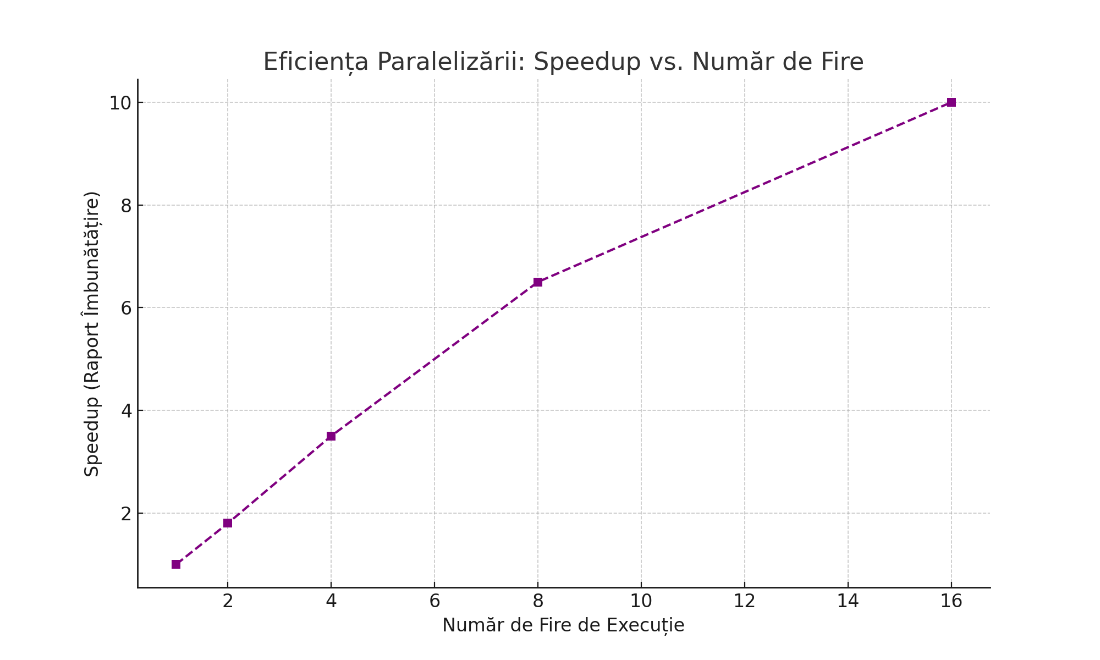 Eficiența Paralelizării: Speedup vs. Număr de Fire
Speedup (Raport Îmbunătățire)
10
8
6
4
2
2 4 6 8 10 12 14 16
Număr de Fire de Execuție